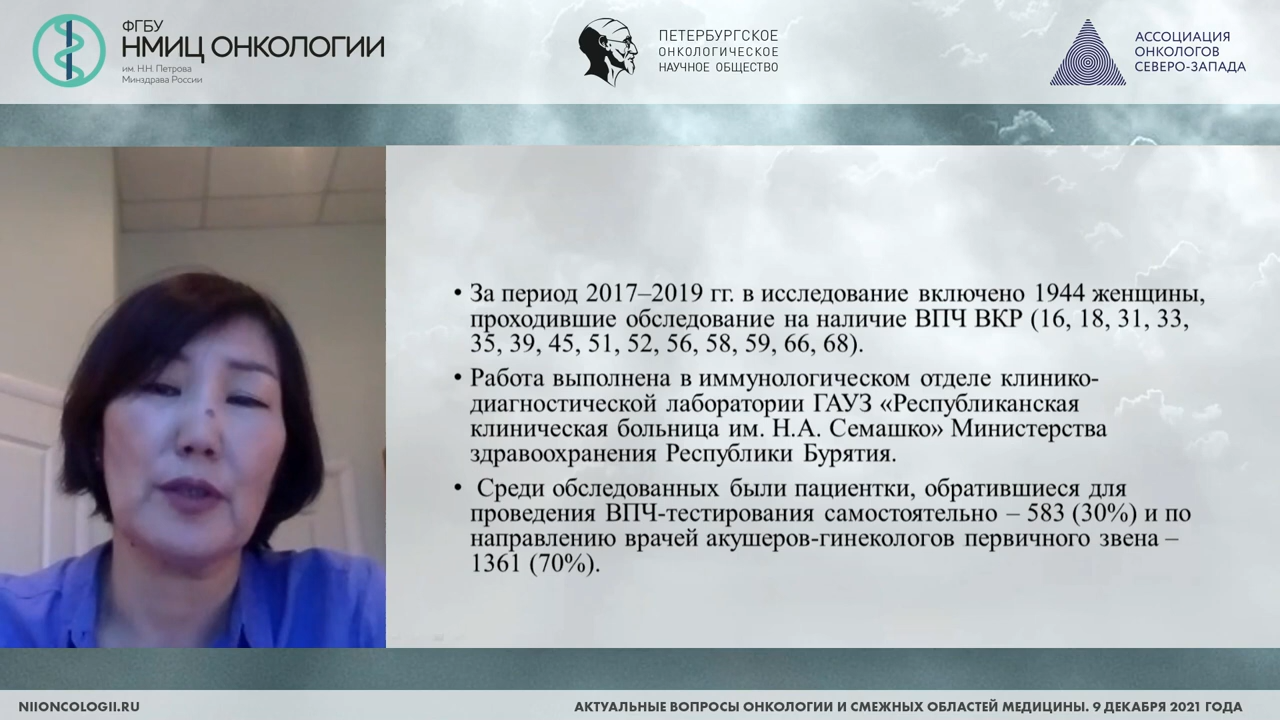 ФГБУ
НМИЦ ОНКОЛОГИИ
им. Н.Н. Петрова
Минздрава России
ПЕТЕРБУРГСКОЕ
ОНКОЛОГИЧЕСКОЕ
НАУЧНОЕ ОБЩЕСТВО
АССОЦИАЦИЯ
ОНКОЛОГОВ
СЕВЕРО-ЗАПАДА
• За период 2017–2019 гг. в исследование включено 1944 женщины,
проходившие обследование на наличие ВПЧ ВКР (16, 18, 31, 33,
35, 39, 45, 51, 52, 56, 58, 59, 66, 68).
• Работа выполнена в иммунологическом отделе клинико-
диагностической лаборатории ГАУЗ «Республиканская
клиническая больница им. Н.А. Семашко» Министерства
здравоохранения Республики Бурятия.
• Среди обследованных были пациентки, обратившиеся для
проведения ВПЧ-тестирования самостоятельно – 583 (30%) и по
направлению врачей акушеров-гинекологов первичного звена –
1361 (70%).
NIIONCOLOGII.RU
АКТУАЛЬНЫЕ ВОПРОСЫ ОНКОЛОГИИ И СМЕЖНЫХ ОБЛАСТЕЙ МЕДИЦИНЫ. 9 ДЕКАБРЯ 2021 ГОДА